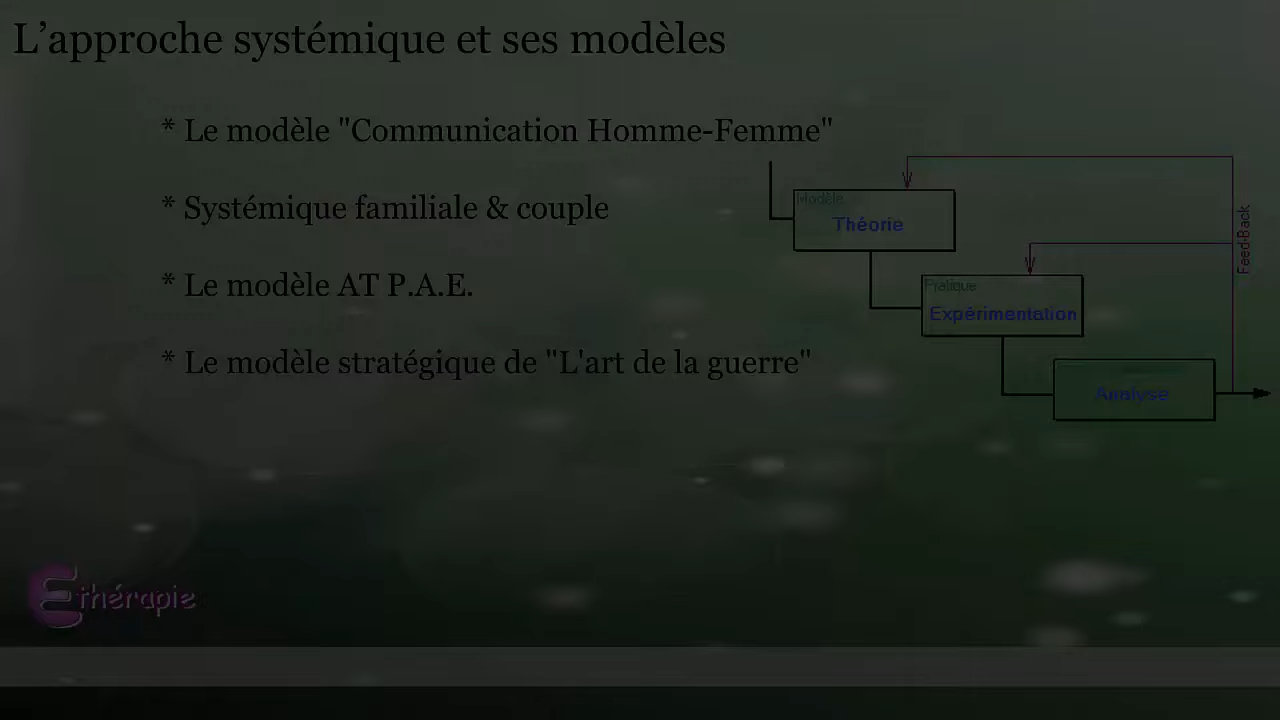 L’approche systémique et ses modèles
* Le modèle "Communication Homme-Femme"
* Systémique familiale & couple
* Le modèle AT P.A.E.
* Le modèle stratégique de "L'art de la guerre"
Modèle
Théorie
Pratique
Expérimentation
Analyse
Feed-Back
Ethérapie